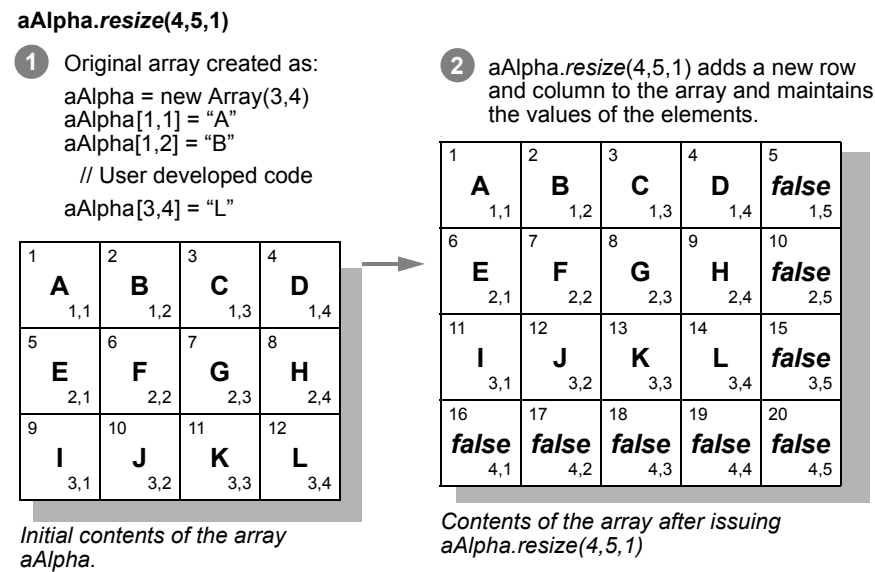 aAlpha.resize(4,5,1)
1
Original array created as:
aAlpha = new Array(3,4)
aAlpha[1,1] = “A”
aAlpha[1,2] = “B”
// User developed code
aAlpha[3,4] = “L”
1 2 3 4
A B C D
1,1 1,2 1,3 1,4
5 6 7 8
E F G H
2,1 2,2 2,3 2,4
9 10 11 12
I J K L
3,1 3,2 3,3 3,4
Initial contents of the array
aAlpha.
2
aAlpha.resize(4,5,1) adds a new row
and column to the array and maintains
the values of the elements.
1 2 3 4 5
A B C D false
1,1 1,2 1,3 1,4 1,5
6 7 8 9 10
E F G H false
2,1 2,2 2,3 2,4 2,5
11 12 13 14 15
I J K L false
3,1 3,2 3,3 3,4 3,5
16 17 18 19 20
false false false false false
4,1 4,2 4,3 4,4 4,5
Contents of the array after issuing
aAlpha.resize(4,5,1)